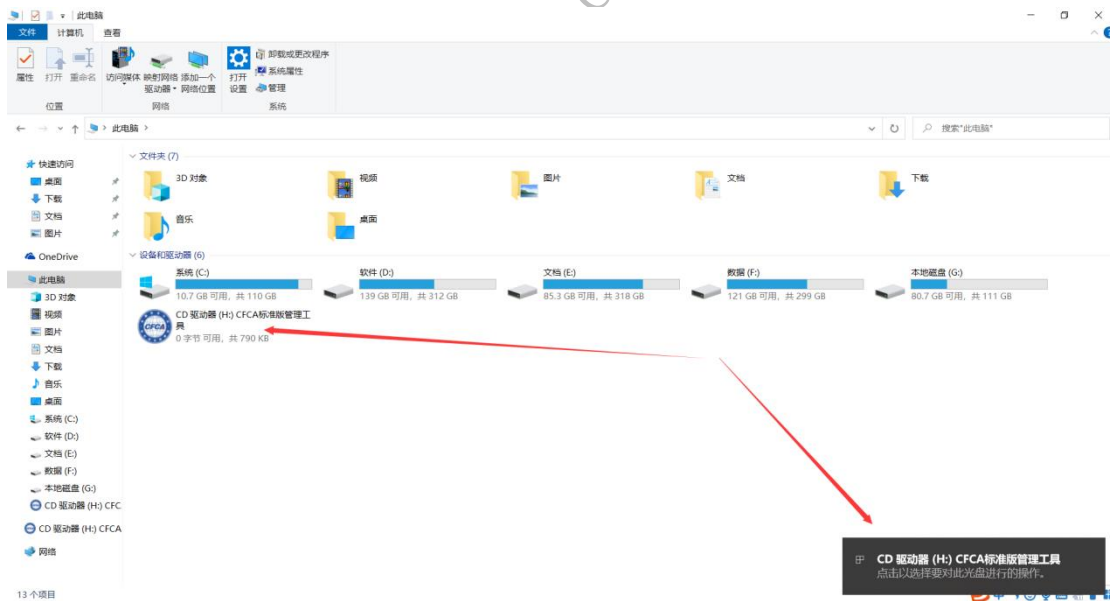 此电脑
文件 计算机 查看
属性 打开 重命名 访问媒体 映射网络驱动器 添加一个网络位置 打开设置 卸载或更改程序
系统属性
管理
位置 网络 系统
此电脑
搜索"此电脑"
快速访问
桌面
下载
文档
图片
OneDrive
此电脑
3D 对象
视频
图片
文档
下载
音乐
桌面
系统 (C:)
软件 (D:)
文档 (E:)
数据 (F:)
本地磁盘 (G:)
CD 驱动器 (H:) CFC
CD 驱动器 (H:) CFCA
网络
文件夹 (7)
3D 对象 视频 图片 文档 下载
音乐 桌面
设备和驱动器 (6)
系统 (C:) 软件 (D:) 文档 (E:) 数据 (F:) 本地磁盘 (G:)
10.7 GB 可用, 共 110 GB 139 GB 可用, 共 312 GB 85.3 GB 可用, 共 318 GB 121 GB 可用, 共 299 GB 80.7 GB 可用, 共 111 GB
CFCA
CD 驱动器 (H:) CFCA标准版管理工
具
0 字节 可用, 共 790 KB
CD 驱动器 (H:) CFCA标准版管理工具
点击以选择要对此光盘进行的操作。
13 个项目